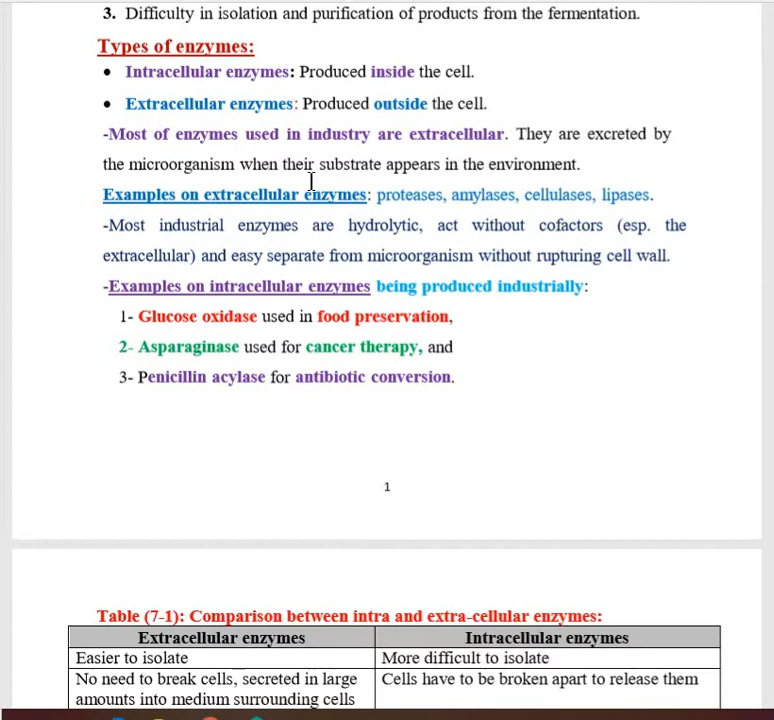 3. Difficulty in isolation and purification of products from the fermentation.
Types of enzymes:
• Intracellular enzymes: Produced inside the cell.
• Extracellular enzymes: Produced outside the cell.
-Most of enzymes used in industry are extracellular. They are excreted by
the microorganism when their substrate appears in the environment.
Examples on extracellular enzymes: proteases, amylases, cellulases, lipases.
-Most industrial enzymes are hydrolytic, act without cofactors (esp. the
extracellular) and easy separate from microorganism without rupturing cell wall.
-Examples on intracellular enzymes being produced industrially:
1- Glucose oxidase used in food preservation,
2- Asparaginase used for cancer therapy, and
3- Penicillin acylase for antibiotic conversion.
1
Table (7-1): Comparison between intra and extra-cellular enzymes:
Extracellular enzymes Intracellular enzymes
Easier to isolate More difficult to isolate
No need to break cells, secreted in large Cells have to be broken apart to release them
amounts into medium surrounding cells